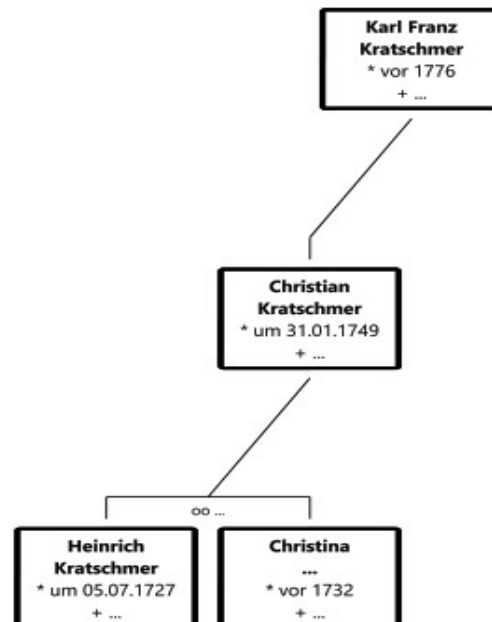 Karl Franz
Kratschmer
* vor 1776
+ ...
Christian
Kratschmer
* um 31.01.1749
+ ...
oo ...
Heinrich
Kratschmer
* um 05.07.1727
+ ...
Christina
...
* vor 1732
+ ...